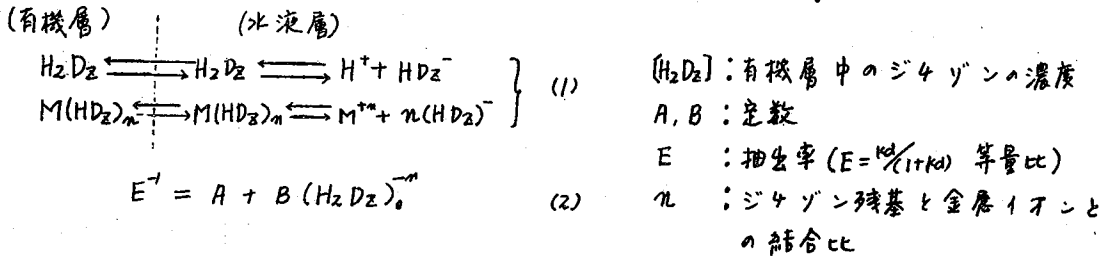 (有機層) (水液層)
H₂Dz ⇄ H₂Dz ⇄ H⁺ + HDz⁻
M(HDz)ₙ ⇄ M(HDz)ₙ ⇄ M⁺ⁿ + n(HDz)⁻ } (1)
E⁻¹ = A + B (H₂Dz)₀⁻ⁿ (2)
[H₂Dz] : 有機層中のジチゾンの濃度
A, B : 定数
E : 抽出率 (E=Kd/(1+Kd) 等量比)
n : ジチゾン残基と金属イオンと
の結合比